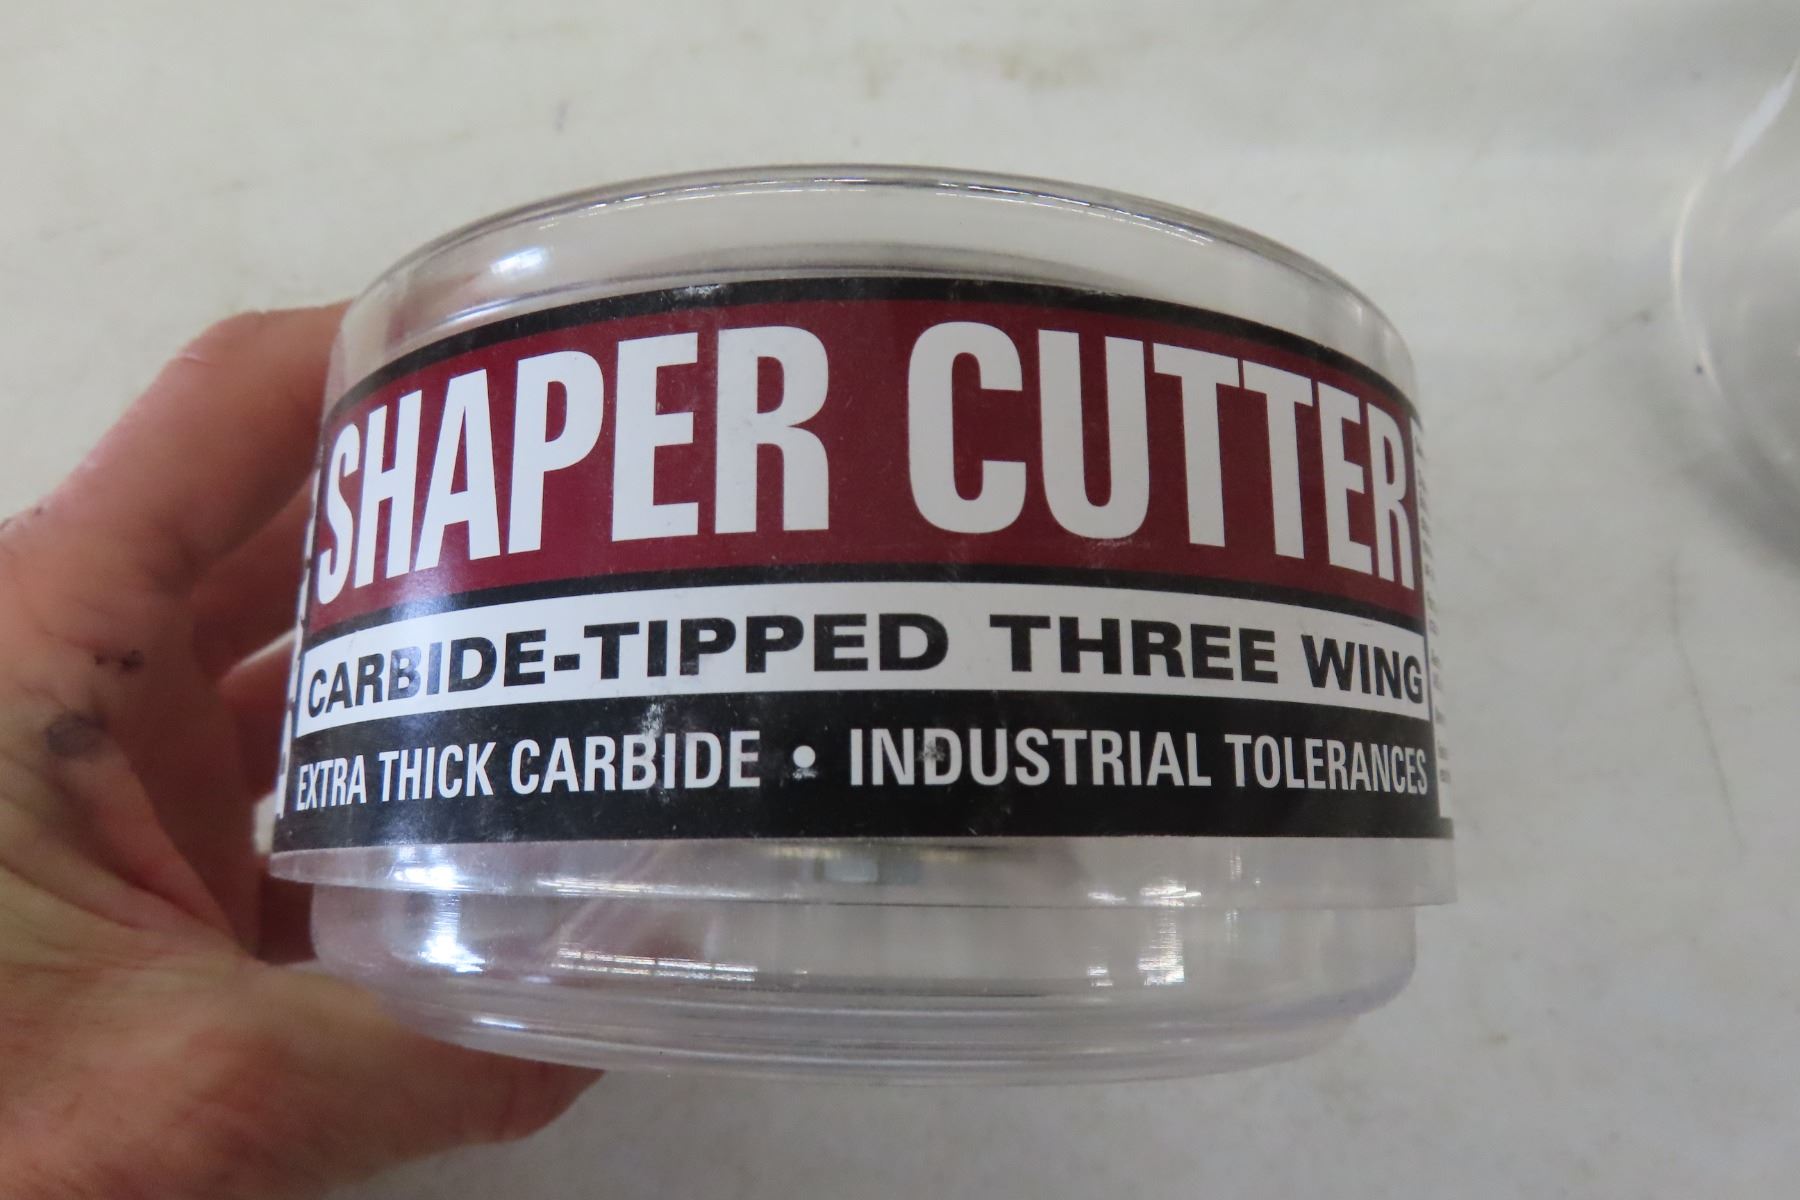 SHAPER CUTTER
CARBIDE-TIPPED THREE WING
EXTRA THICK CARBIDE • INDUSTRIAL TOLERANCES